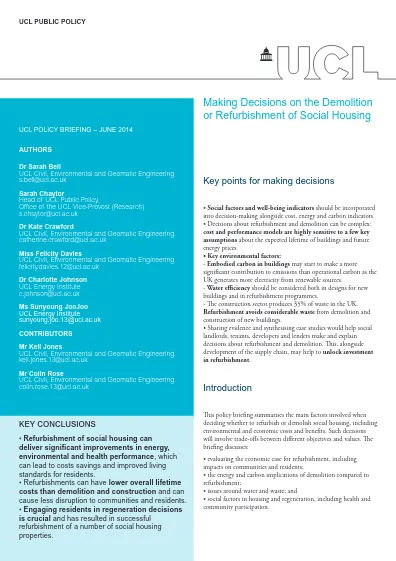 UCL PUBLIC POLICY
UCL
Making Decisions on the Demolition
or Refurbishment of Social Housing
UCL POLICY BRIEFING – JUNE 2014
AUTHORS
Dr Sarah Bell
UCL Civil, Environmental and Geomatic Engineering
s.bell@ucl.ac.uk
Sarah Chaytor
Head of UCL Public Policy,
Office of the UCL Vice-Provost (Research)
s.chaytor@ucl.ac.uk
Dr Kate Crawford
UCL Civil, Environmental and Geomatic Engineering
catherine.crawford@ucl.ac.uk
Miss Felicity Davies
UCL Civil, Environmental and Geomatic Engineering
felicity.davies.12@ucl.ac.uk
Dr Charlotte Johnson
UCL Energy Institute
c.johnson@ucl.ac.uk
Ms Sunyoung JooJoo
UCL Energy Institute
sunyoung.joo.13@ucl.ac.uk
CONTRIBUTORS
Mr Kell Jones
UCL Civil, Environmental and Geomatic Engineering
kell.jones.13@ucl.ac.uk
Mr Colin Rose
UCL Civil, Environmental and Geomatic Engineering
colin.rose.13@ucl.ac.uk
KEY CONCLUSIONS
• Refurbishment of social housing can
deliver significant improvements in energy,
environmental and health performance, which
can lead to costs savings and improved living
standards for residents.
• Refurbishments can have lower overall lifetime
costs than demolition and construction and can
cause less disruption to communities and residents.
• Engaging residents in regeneration decisions
is crucial and has resulted in successful
refurbishment of a number of social housing
properties.
Key points for making decisions
• Social factors and well-being indicators should be incorporated
into decision-making alongside cost, energy and carbon indicators.
• Decisions about refurbishment and demolition can be complex:
cost and performance models are highly sensitive to a few key
assumptions about the expected lifetime of buildings and future
energy prices.
• Key environmental factors:
- Embodied carbon in buildings may start to make a more
significant contribution to emissions than operational carbon as the
UK generates more electricity from renewable sources.
- Water efficiency should be considered both in designs for new
buildings and in refurbishment programmes.
- The construction sector produces 35% of waste in the UK.
Refurbishment avoids considerable waste from demolition and
construction of new buildings.
• Sharing evidence and synthesising case studies would help social
landlords, tenants, developers and lenders make and explain
decisions about refurbishment and demolition. This, alongside
development of the supply chain, may help to unlock investment
in refurbishment.
Introduction
This policy briefing summarises the main factors involved when
deciding whether to refurbish or demolish social housing, including
environmental and economic costs and benefits. Such decisions
will involve trade-offs between different objectives and values. The
briefing discusses:
• evaluating the economic case for refurbishment, including
impacts on communities and residents;
• the energy and carbon implications of demolition compared to
refurbishment;
• issues around water and waste; and
• social factors in housing and regeneration, including health and
community participation.